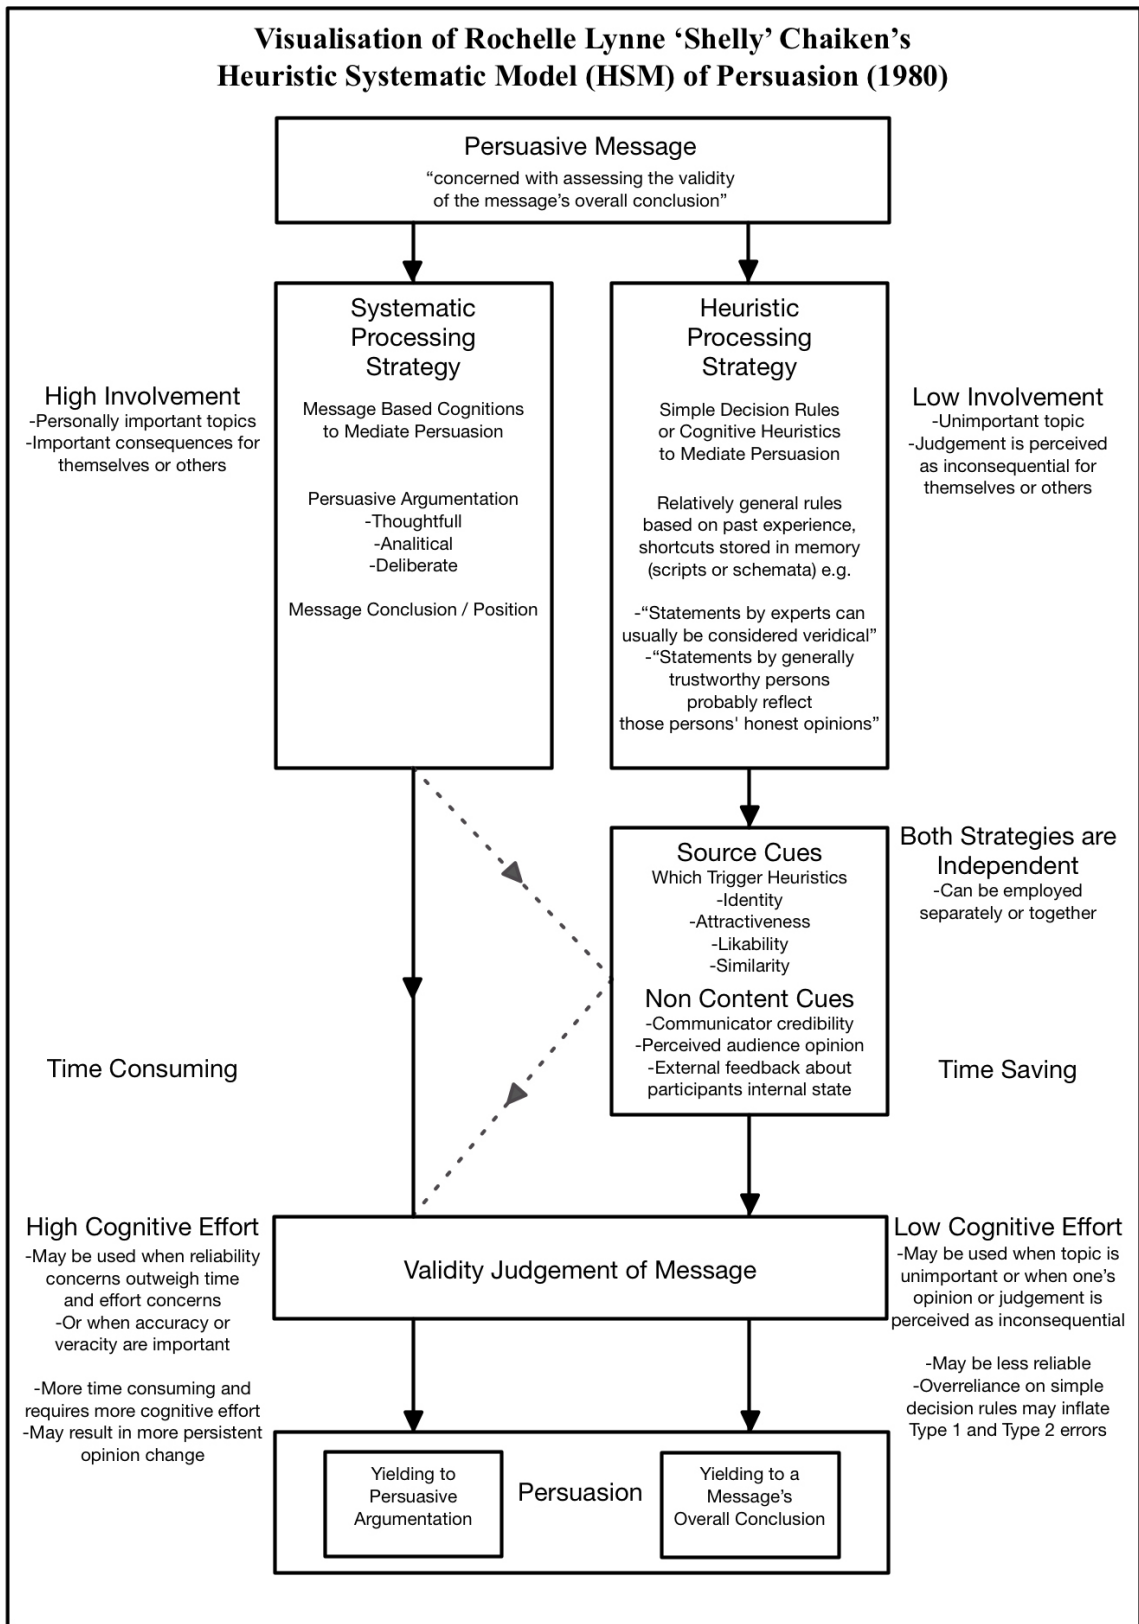 Visualisation of Rochelle Lynne ‘Shelly’ Chaiken’s
Heuristic Systematic Model (HSM) of Persuasion (1980)
Persuasive Message
“concerned with assessing the validity
of the message’s overall conclusion”
Systematic
Processing
Strategy
Message Based Cognitions
to Mediate Persuasion
Persuasive Argumentation
-Thoughtfull
-Analitical
-Deliberate
Message Conclusion / Position
Heuristic
Processing
Strategy
Simple Decision Rules
or Cognitive Heuristics
to Mediate Persuasion
Relatively general rules
based on past experience,
shortcuts stored in memory
(scripts or schemata) e.g.
-“Statements by experts can
usually be considered veridical”
-“Statements by generally
trustworthy persons
probably reflect
those persons' honest opinions”
High Involvement
-Personally important topics
-Important consequences for
themselves or others
Low Involvement
-Unimportant topic
-Judgement is perceived
as inconsequential for
themselves or others
Source Cues
Which Trigger Heuristics
-Identity
-Attractiveness
-Likability
-Similarity
Non Content Cues
-Communicator credibility
-Perceived audience opinion
-External feedback about
participants internal state
Both Strategies are
Independent
-Can be employed
separately or together
Time Consuming
Time Saving
High Cognitive Effort
-May be used when reliability
concerns outweigh time
and effort concerns
-Or when accuracy or
veracity are important
-More time consuming and
requires more cognitive effort
-May result in more persistent
opinion change
Validity Judgement of Message
Low Cognitive Effort
-May be used when topic is
unimportant or when one’s
opinion or judgement is
perceived as inconsequential
-May be less reliable
-Overreliance on simple
decision rules may inflate
Type 1 and Type 2 errors
Yielding to
Persuasive
Argumentation
Persuasion
Yielding to a
Message’s
Overall Conclusion